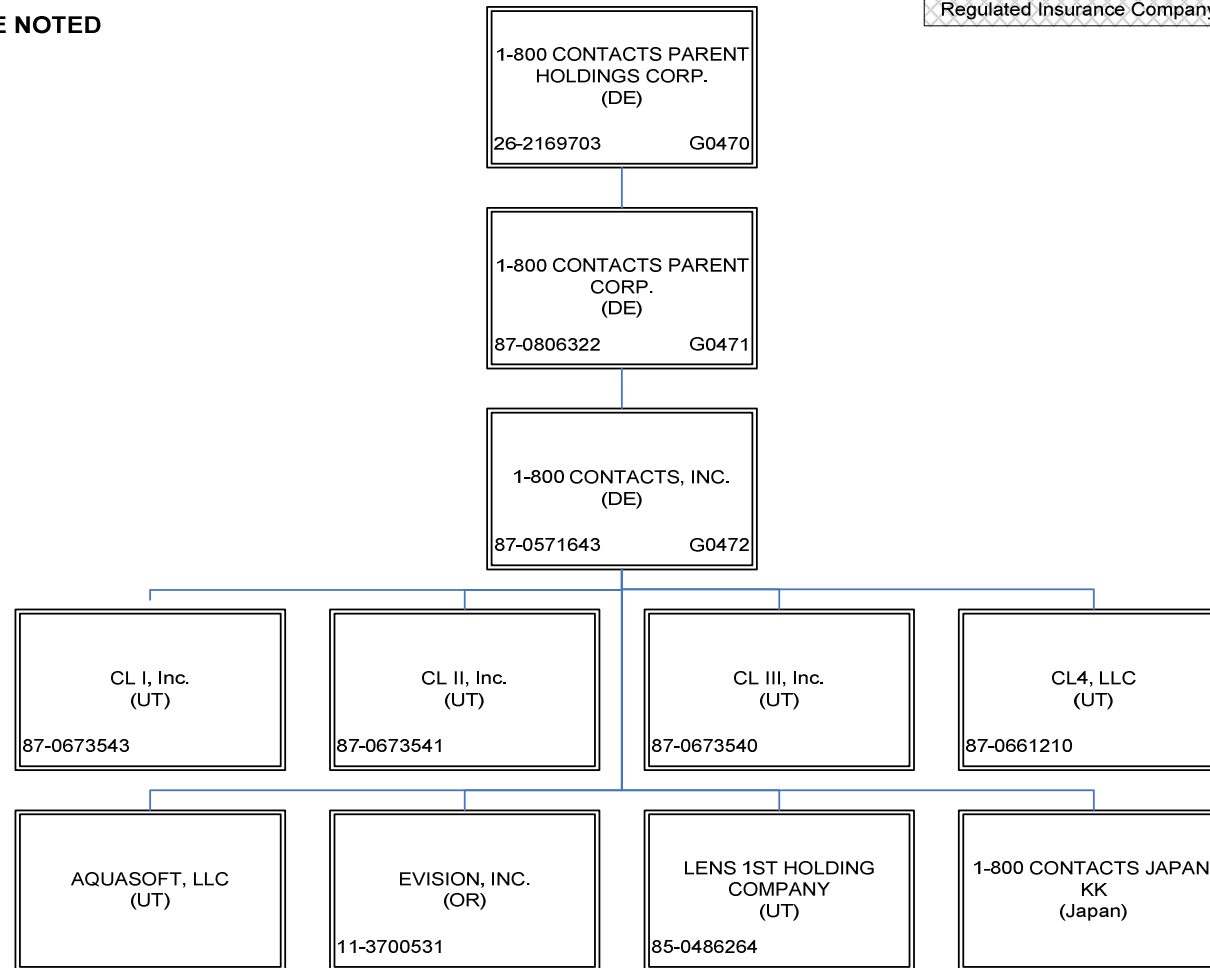 E NOTED
Regulated Insurance Company
1-800 CONTACTS PARENT
HOLDINGS CORP.
(DE)
26-2169703 G0470
1-800 CONTACTS PARENT
CORP.
(DE)
87-0806322 G0471
1-800 CONTACTS, INC.
(DE)
87-0571643 G0472
CL I, Inc.
(UT)
87-0673543
CL II, Inc.
(UT)
87-0673541
CL III, Inc.
(UT)
87-0673540
CL4, LLC
(UT)
87-0661210
AQUASOFT, LLC
(UT)
EVISION, INC.
(OR)
11-3700531
LENS 1ST HOLDING
COMPANY
(UT)
85-0486264
1-800 CONTACTS JAPAN
KK
(Japan)